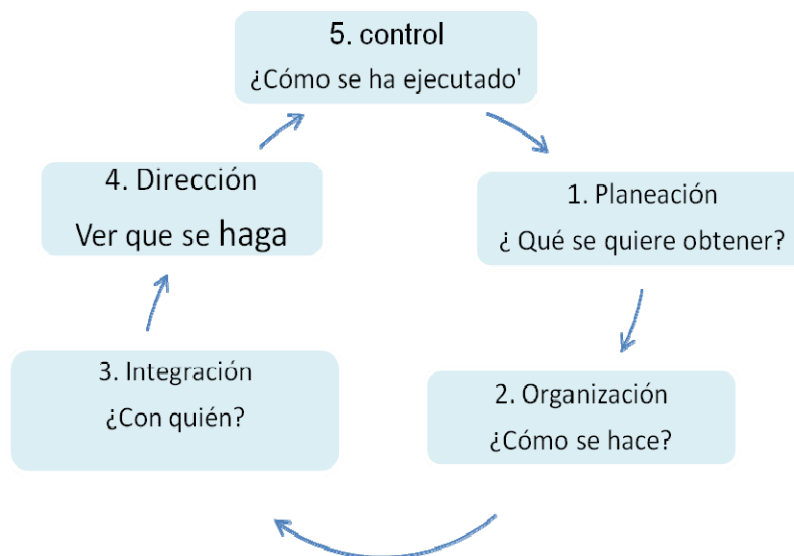 5. control
¿Cómo se ha ejecutado'
4. Dirección
Ver que se haga
1. Planeación
¿ Qué se quiere obtener?
3. Integración
¿Con quién?
2. Organización
¿Cómo se hace?